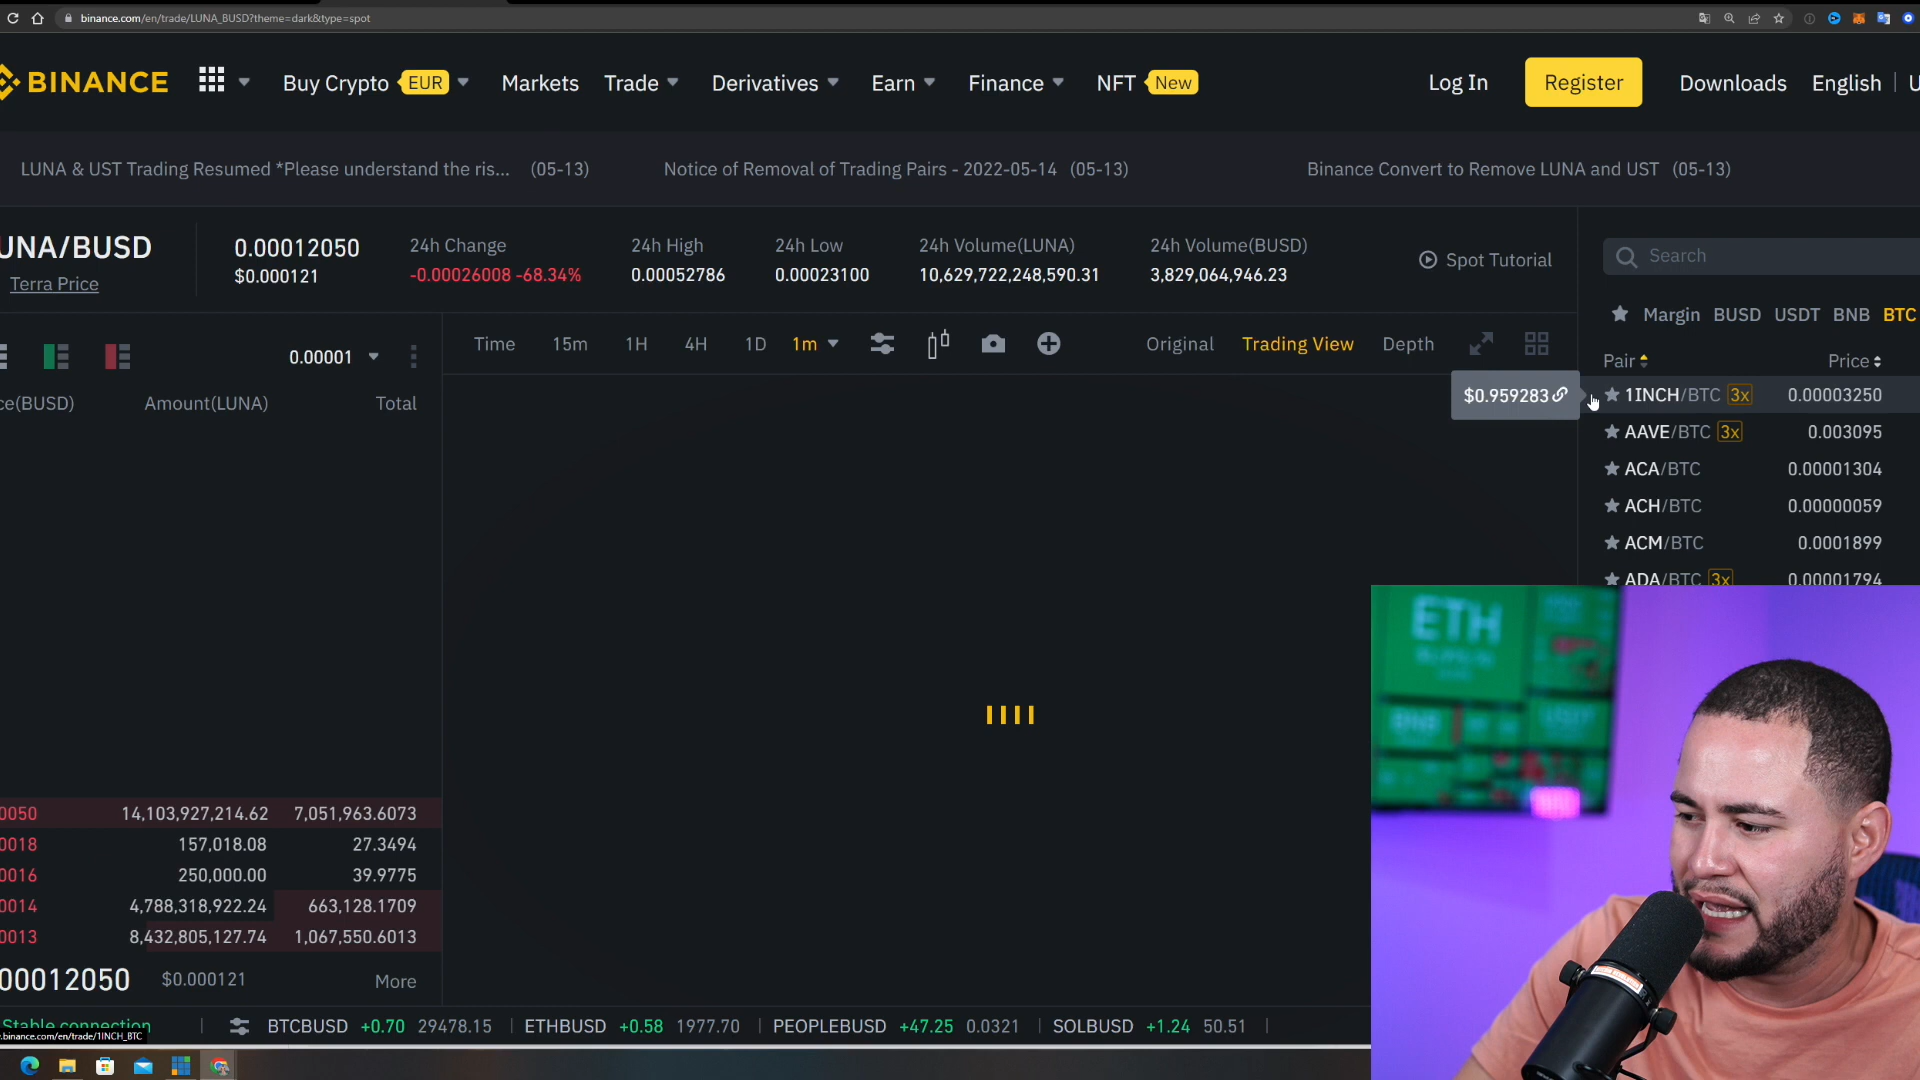 binance.com/en/trade/LUNA_BUSD?theme=dark&type=spot
BINANCE
Buy Crypto EUR Markets Trade Derivatives Earn Finance NFT New Log In Register Downloads English
LUNA & UST Trading Resumed *Please understand the ris... (05-13) Notice of Removal of Trading Pairs - 2022-05-14 (05-13) Binance Convert to Remove LUNA and UST (05-13)
UNA/BUSD
Terra Price
0.00012050
$0.000121
24h Change
-0.00026008 -68.34%
24h High
0.00052786
24h Low
0.00023100
24h Volume(LUNA)
10,629,722,248,590.31
24h Volume(BUSD)
3,829,064,946.23
Spot Tutorial
0.00001
ce(BUSD) Amount(LUNA) Total
0050 14,103,927,214.62 7,051,963.6073
0018 157,018.08 27.3494
0016 250,000.00 39.9775
0014 4,788,318,922.24 663,128.1709
0013 8,432,805,127.74 1,067,550.6013
00012050 $0.000121 More
Time 15m 1H 4H 1D 1m Original Trading View Depth
$0.959283
Search
Margin BUSD USDT BNB BTC
Pair Price
1INCH/BTC 3x 0.00003250
AAVE/BTC 3x 0.003095
ACA/BTC 0.00001304
ACH/BTC 0.00000059
ACM/BTC 0.0001899
ADA/BTC 3x 0.00001794
ETH
BNB
Stable connection
BTCBUSD +0.70 29478.15 ETHBUSD +0.58 1977.70 PEOPLEBUSD +47.25 0.0321 SOLBUSD +1.24 50.51
.binance.com/en/trade/1INCH_BTC